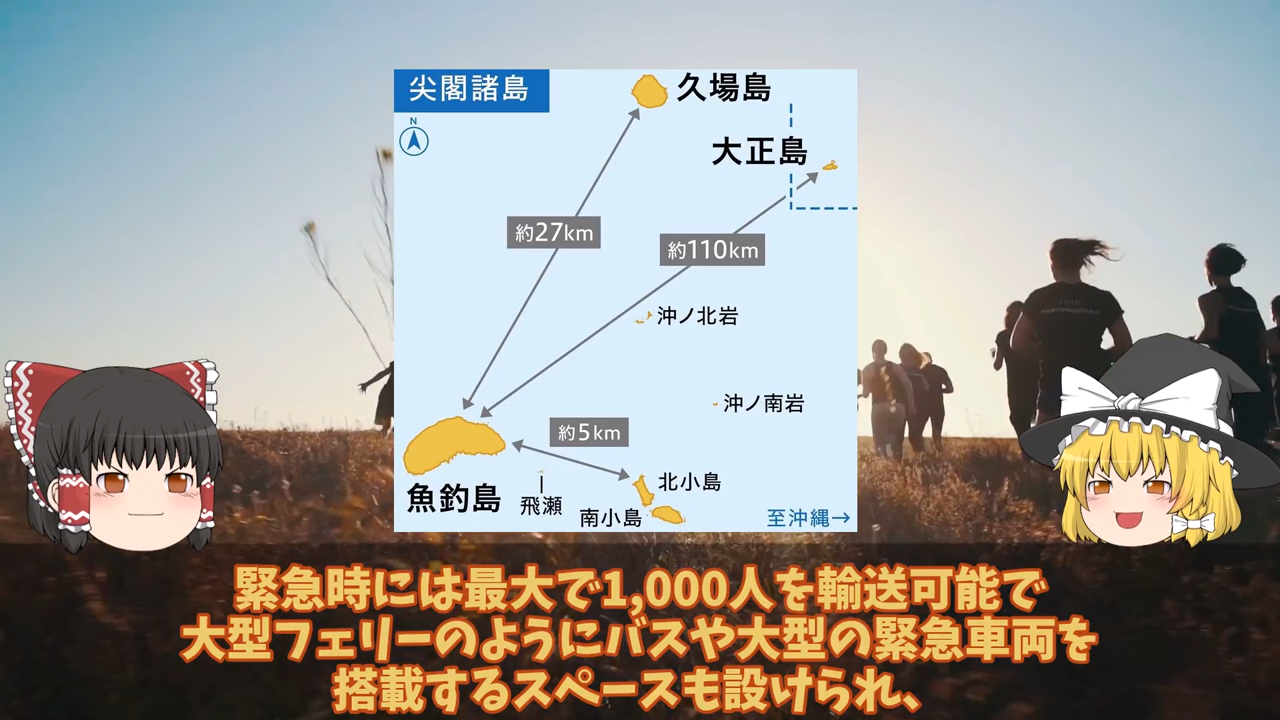 尖閣諸島
N
久場島
大正島
約27km
約110km
沖ノ北岩
沖ノ南岩
約5km
魚釣島
飛瀬
北小島
南小島
至沖縄→
緊急時には最大で1,000人を輸送可能で
大型フェリーのようにバスや大型の緊急車両を
搭載するスペースも設けられ、